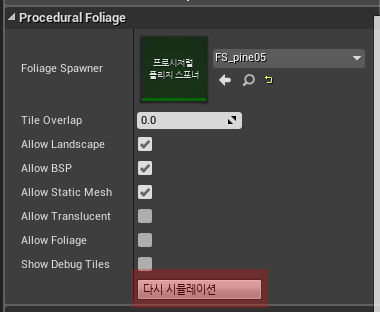 Procedural Foliage
Foliage Spawner
프로시저럴
폴리지 스포너
FS_pine05
Tile Overlap
0.0
Allow Landscape
Allow BSP
Allow Static Mesh
Allow Translucent
Allow Foliage
Show Debug Tiles
다시 시뮬레이션